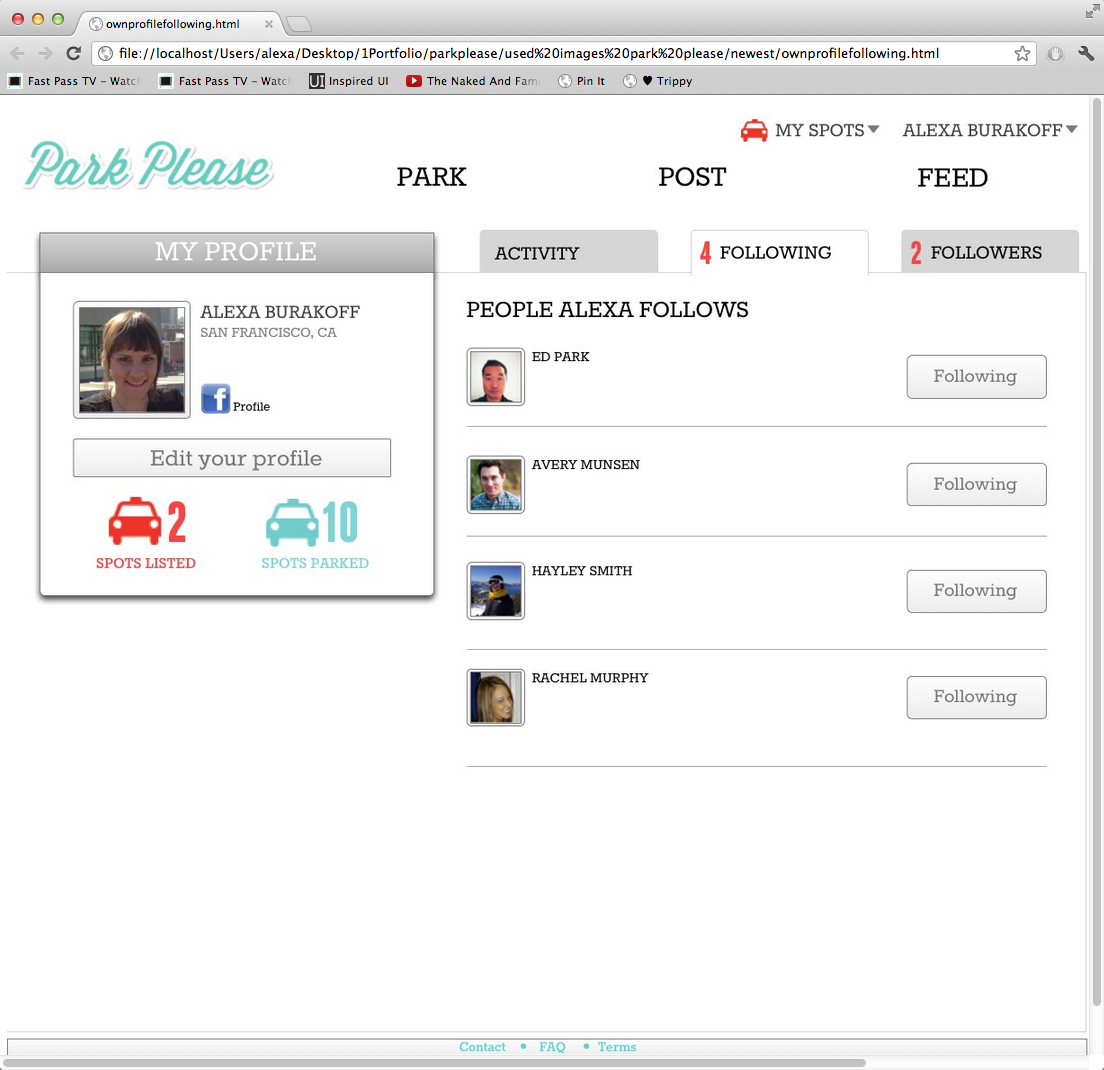 ownprofilefollowing.html
file://localhost/Users/alexa/Desktop/1Portfolio/parkplease/used%20images%20park%20please/newest/ownprofilefollowing.html
Fast Pass TV – Watch Fast Pass TV – Watch UI Inspired UI The Naked And Fam Pin It ♥ Trippy
MY SPOTS ALEXA BURAKOFF
Park Please PARK POST FEED
MY PROFILE
ACTIVITY 4 FOLLOWING 2 FOLLOWERS
ALEXA BURAKOFF
SAN FRANCISCO, CA
f Profile
Edit your profile
2 10
SPOTS LISTED SPOTS PARKED
PEOPLE ALEXA FOLLOWS
ED PARK
Following
AVERY MUNSEN
Following
HAYLEY SMITH
Following
RACHEL MURPHY
Following
Contact • FAQ • Terms